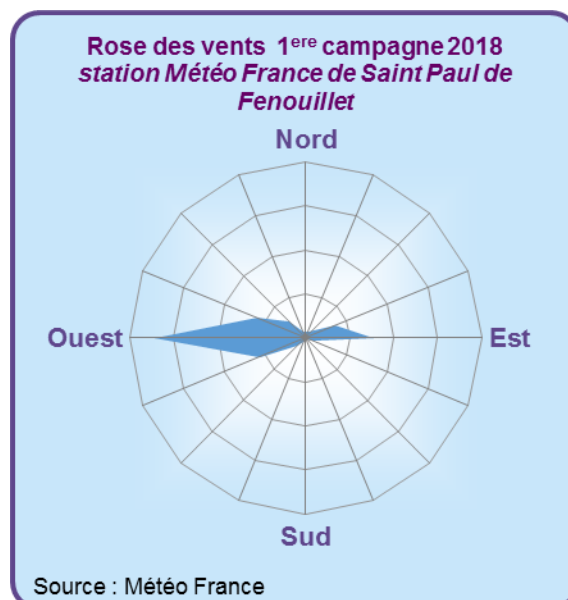 Rose des vents 1ere campagne 2018
station Météo France de Saint Paul de
Fenouillet
Nord
Ouest
Est
Sud
Source : Météo France